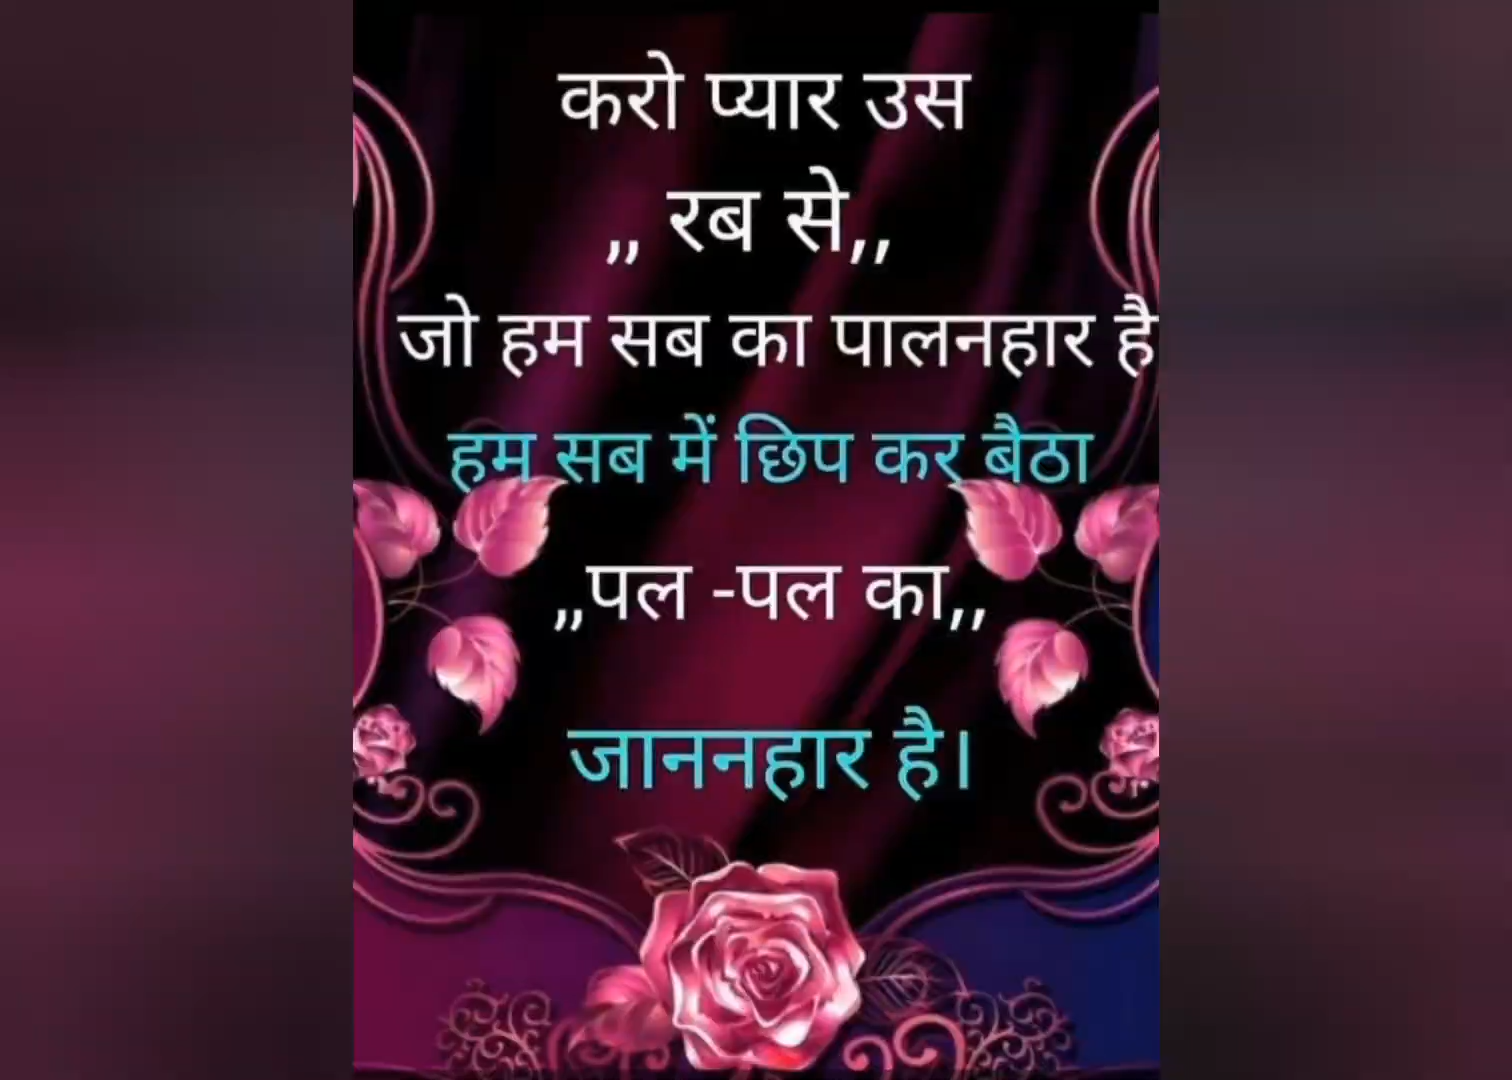 करो प्यार उस
,, रब से,,
जो हम सब का पालनहार है
हम सब में छिप कर बैठा
,,पल -पल का,,
जाननहार है।